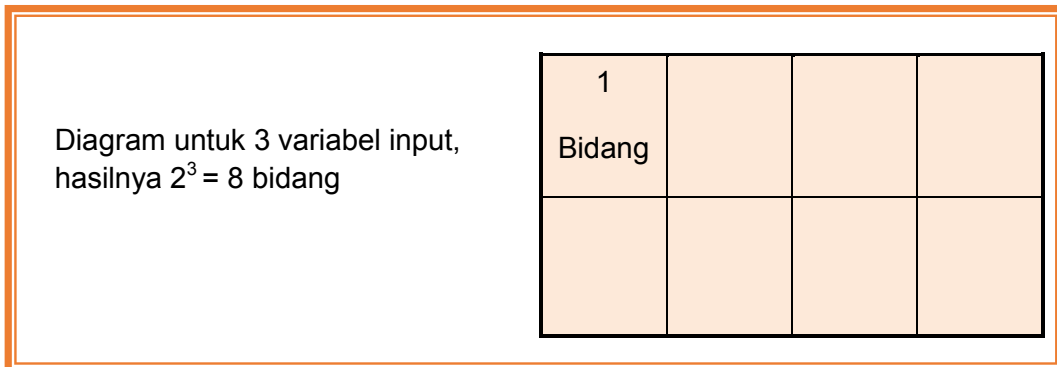 Diagram untuk 3 variabel input,
hasilnya 2³ = 8 bidang
1
Bidang